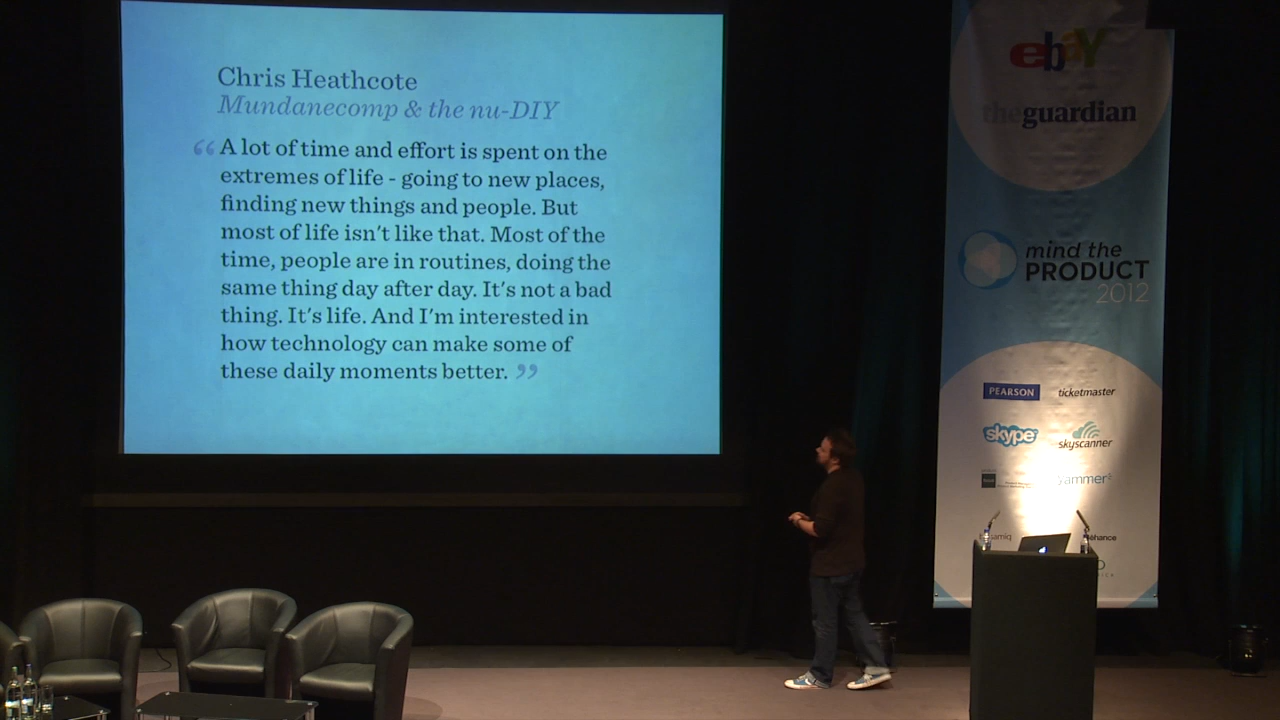 Chris Heathcote
Mundanecomp & the nu-DIY
“ A lot of time and effort is spent on the
extremes of life - going to new places,
finding new things and people. But
most of life isn't like that. Most of the
time, people are in routines, doing the
same thing day after day. It's not a bad
thing. It's life. And I'm interested in
how technology can make some of
these daily moments better. ”
ebaY
theguardian
mind the
PRODUCT
2012
PEARSON ticketmaster
skype skyscanner